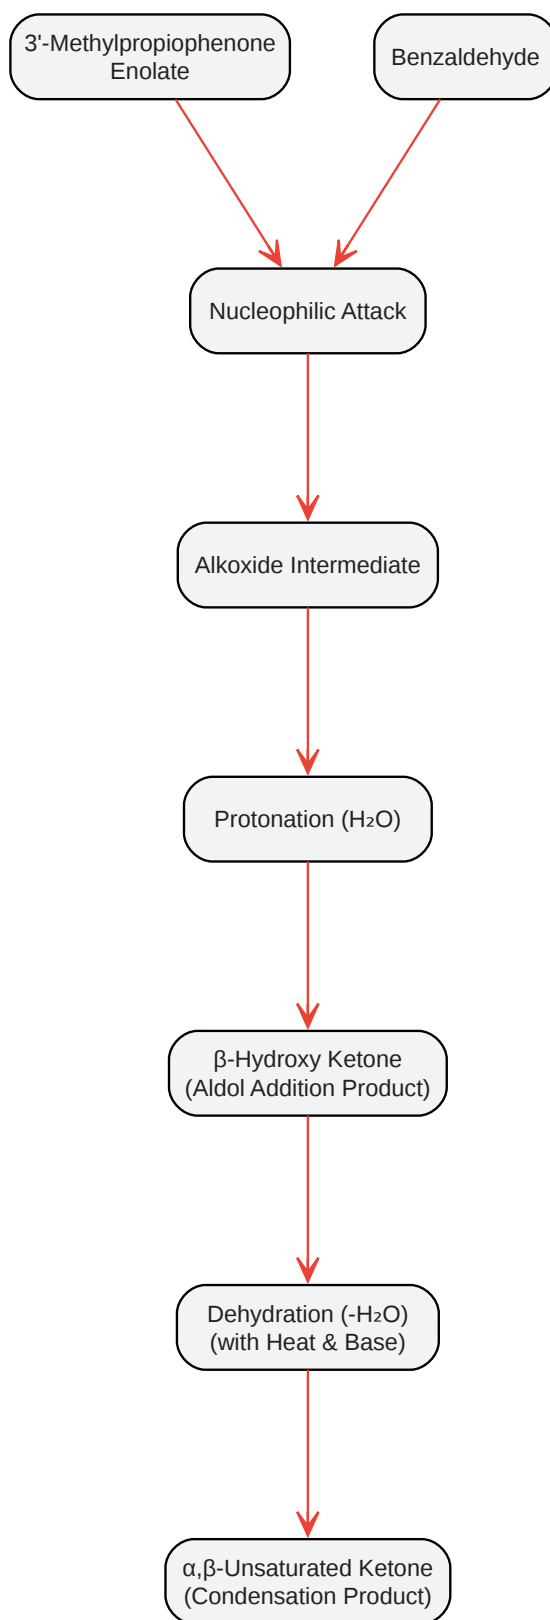 3'-Methylpropiophenone
Enolate
Benzaldehyde
Nucleophilic Attack
Alkoxide Intermediate
Protonation (H₂O)
β-Hydroxy Ketone
(Aldol Addition Product)
Dehydration (-H₂O)
(with Heat & Base)
α,β-Unsaturated Ketone
(Condensation Product)